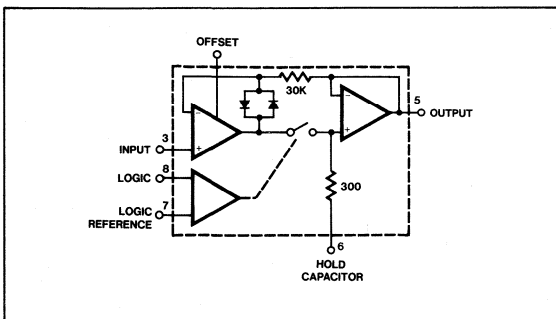 OFFSET
30K
5
OUTPUT
INPUT
3
LOGIC
8
300
LOGIC
REFERENCE
7
6
HOLD
CAPACITOR